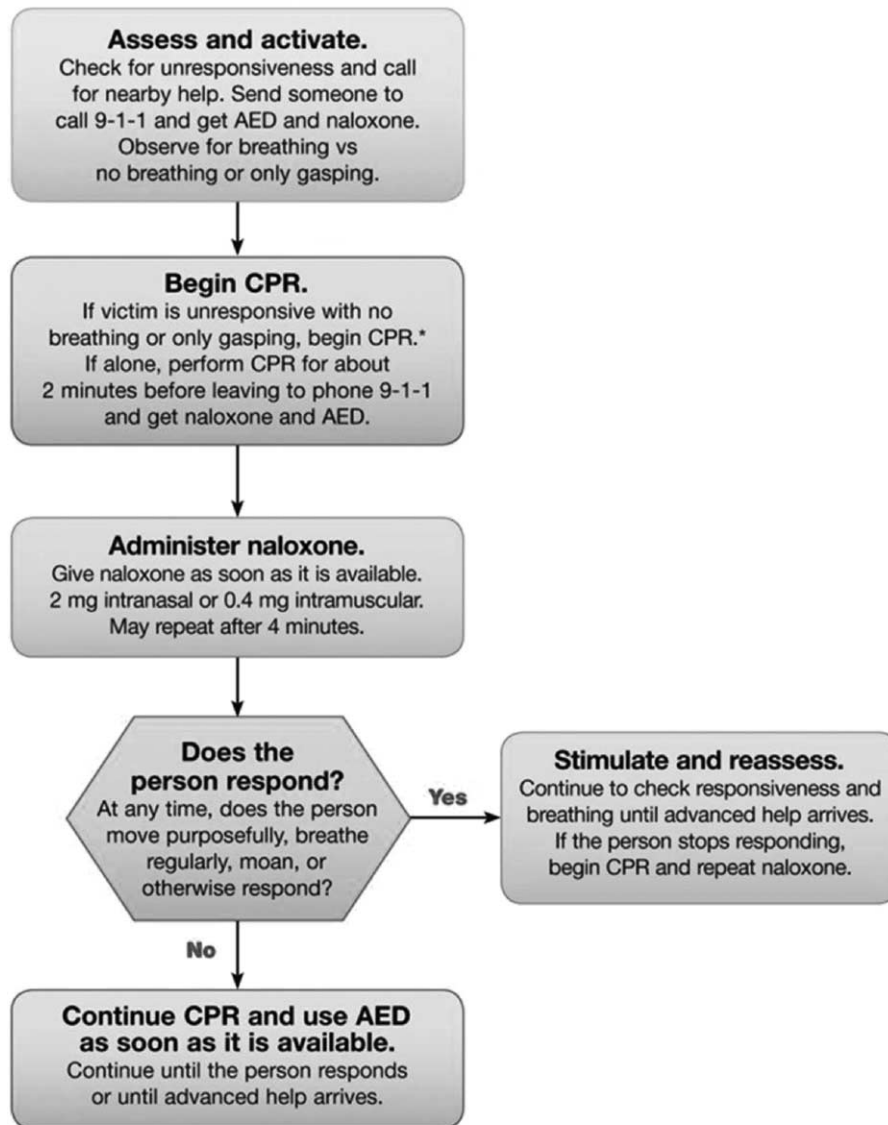 Assess and activate.
Check for unresponsiveness and call
for nearby help. Send someone to
call 9-1-1 and get AED and naloxone.
Observe for breathing vs
no breathing or only gasping.
Begin CPR.
If victim is unresponsive with no
breathing or only gasping, begin CPR.*
If alone, perform CPR for about
2 minutes before leaving to phone 9-1-1
and get naloxone and AED.
Administer naloxone.
Give naloxone as soon as it is available.
2 mg intranasal or 0.4 mg intramuscular.
May repeat after 4 minutes.
Does the
person respond?
At any time, does the person
move purposefully, breathe
regularly, moan, or
otherwise respond?
Yes
Stimulate and reassess.
Continue to check responsiveness and
breathing until advanced help arrives.
If the person stops responding,
begin CPR and repeat naloxone.
No
Continue CPR and use AED
as soon as it is available.
Continue until the person responds
or until advanced help arrives.